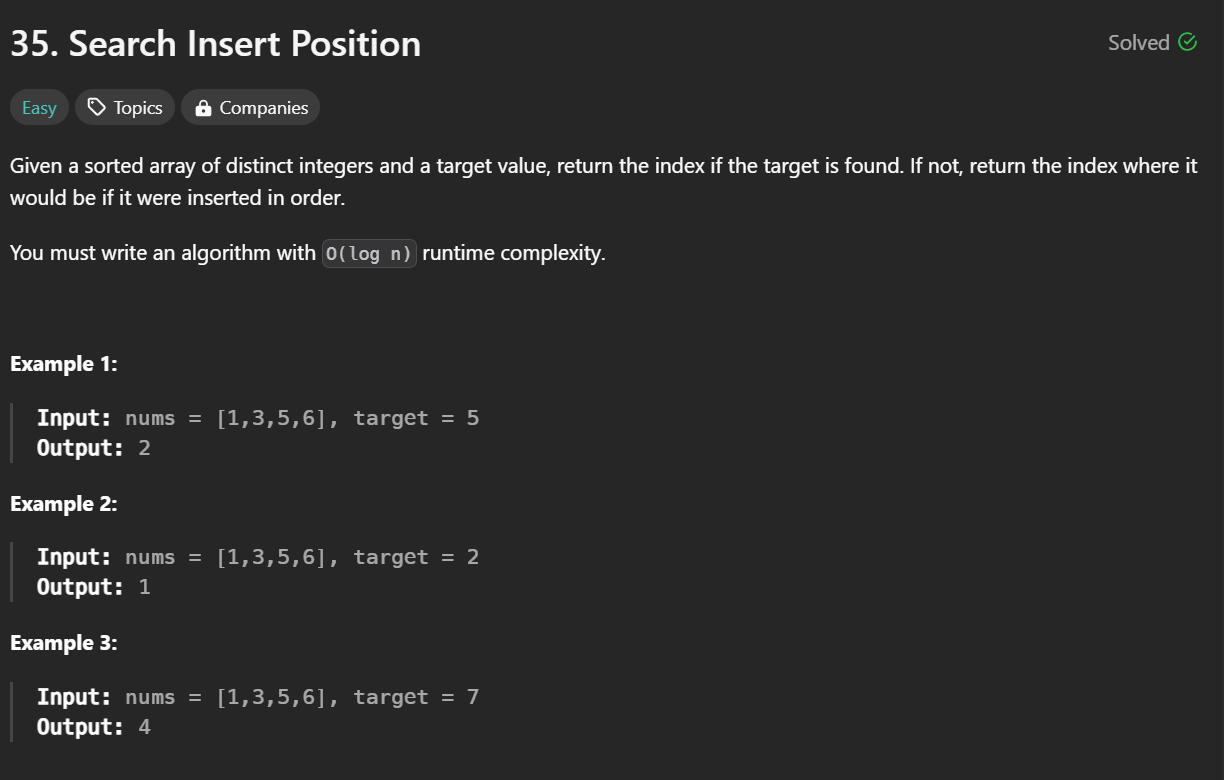 35. Search Insert Position
Solved
Easy
Topics
Companies
Given a sorted array of distinct integers and a target value, return the index if the target is found. If not, return the index where it
would be if it were inserted in order.
You must write an algorithm with O(log n) runtime complexity.
Example 1:
Input: nums = [1,3,5,6], target = 5
Output: 2
Example 2:
Input: nums = [1,3,5,6], target = 2
Output: 1
Example 3:
Input: nums = [1,3,5,6], target = 7
Output: 4